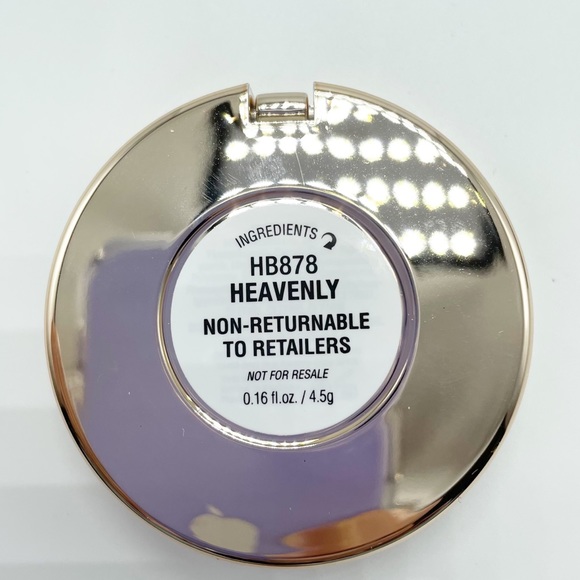 INGREDIENTS
HB878
HEAVENLY
NON-RETURNABLE
TO RETAILERS
NOT FOR RESALE
0.16 fl.oz. / 4.5g